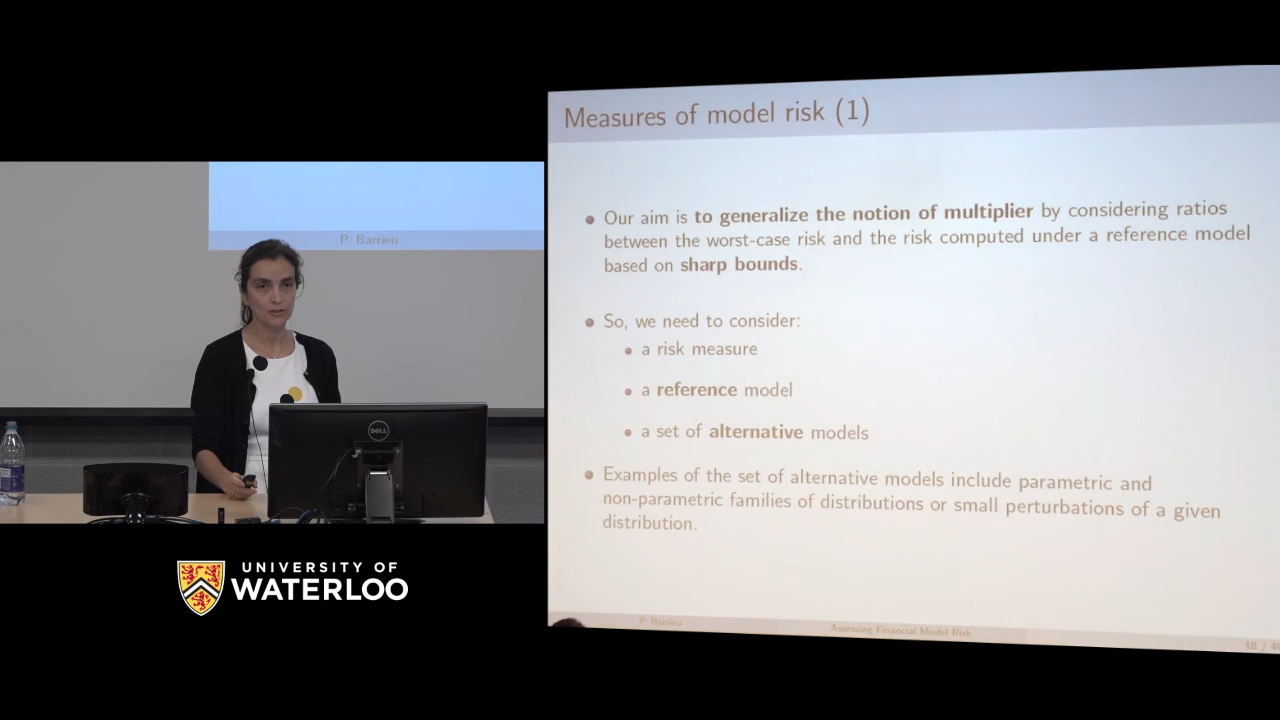 P. Barrieu
DELL
UNIVERSITY OF
WATERLOO
Measures of model risk (1)
Our aim is to generalize the notion of multiplier by considering ratios
between the worst-case risk and the risk computed under a reference model
based on sharp bounds.
So, we need to consider:
a risk measure
a reference model
a set of alternative models
Examples of the set of alternative models include parametric and
non-parametric families of distributions or small perturbations of a given
distribution.
P. Barrieu
Assessing Financial Model Risk
18 / 4